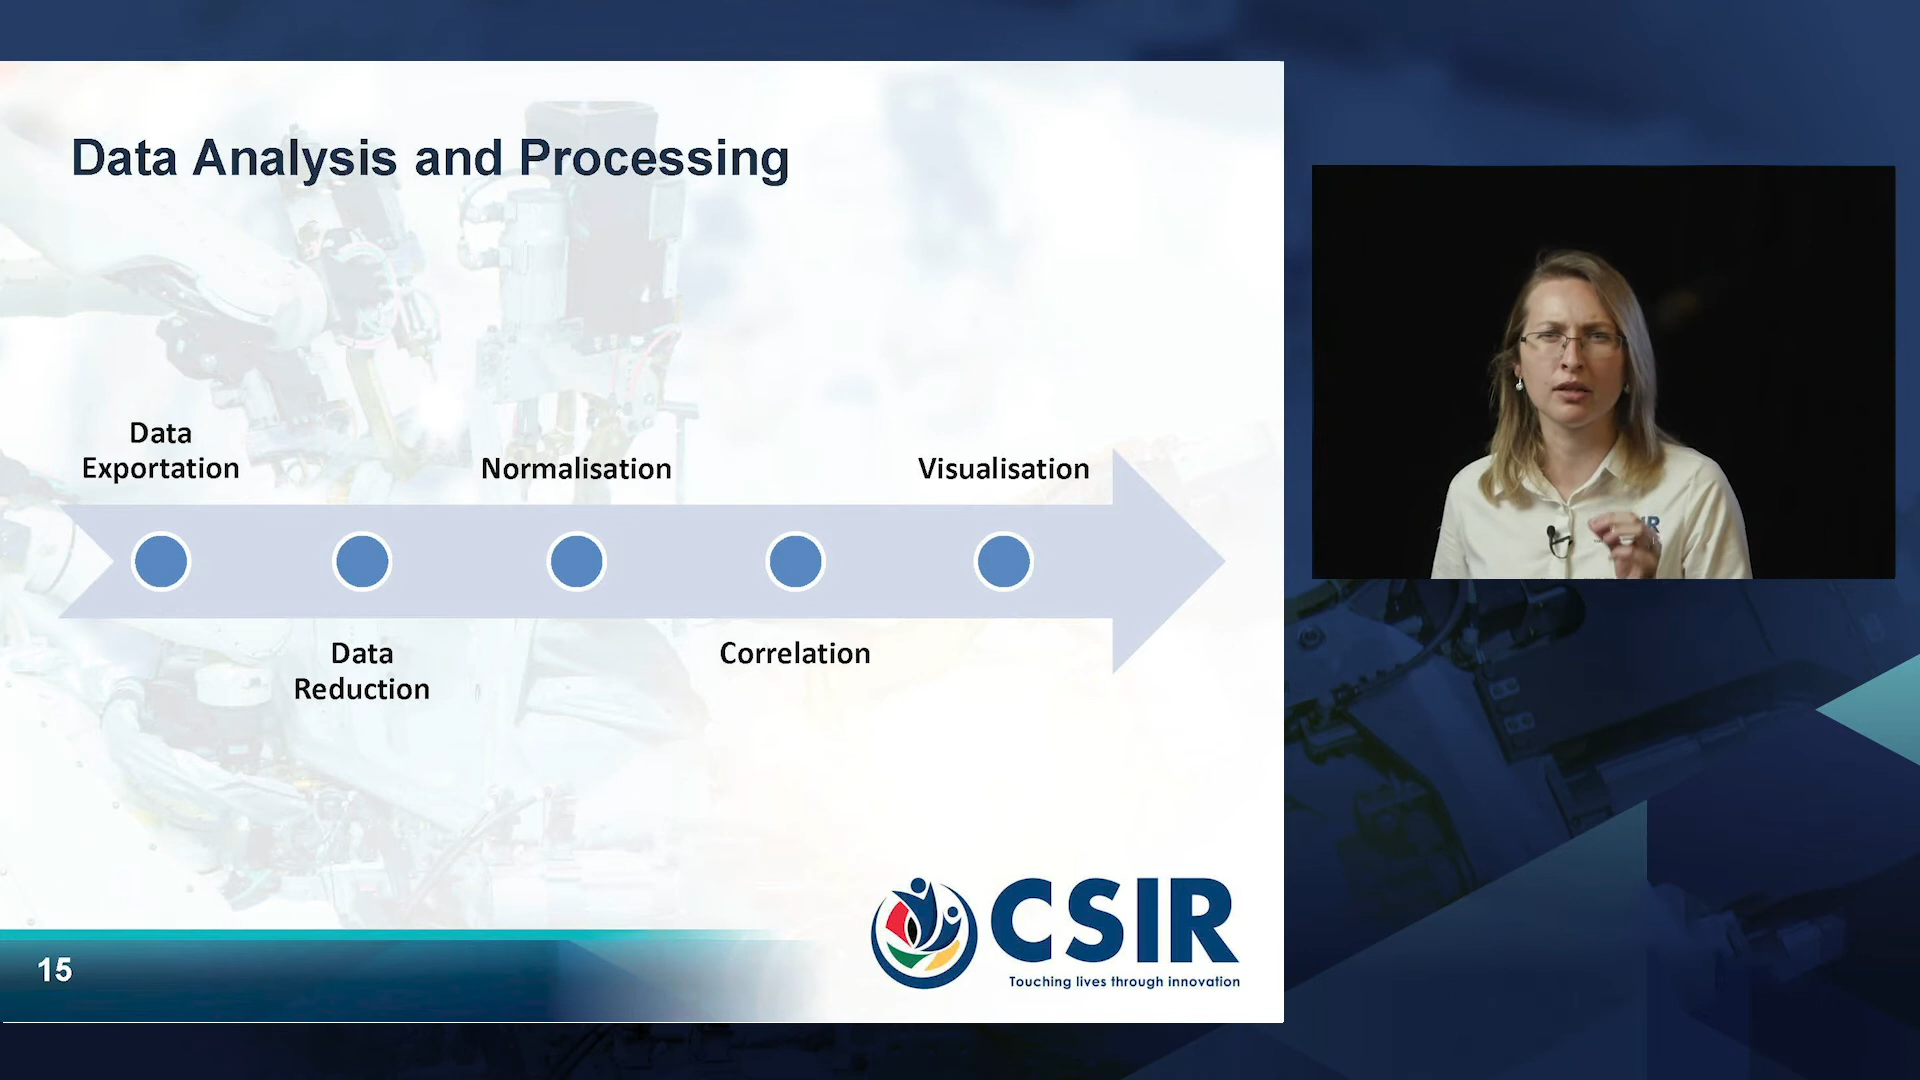 Data Analysis and Processing
Data
Exportation
Normalisation
Visualisation
Data
Reduction
Correlation
CSIR
Touching lives through innovation
15